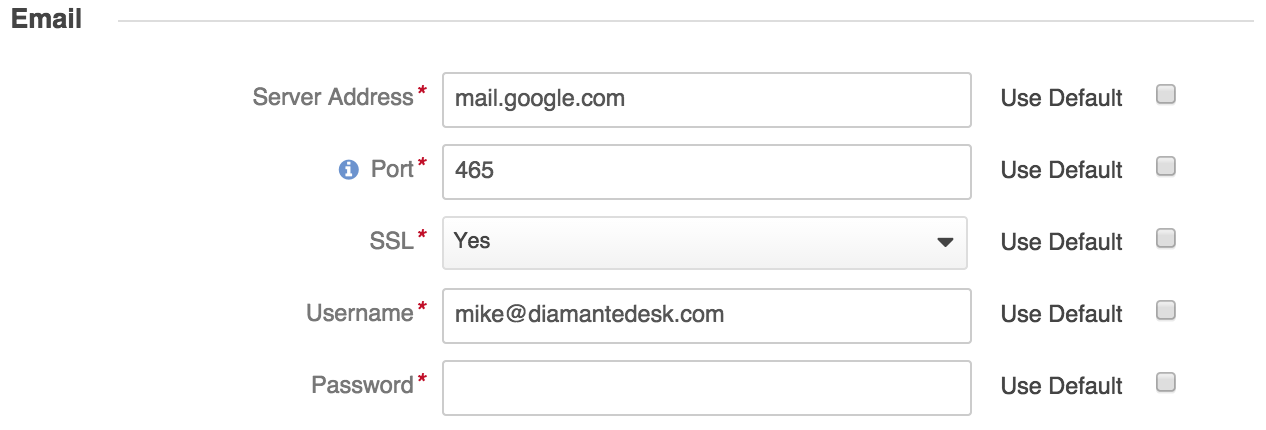 Email
Server Address* mail.google.com Use Default
Port* 465 Use Default
SSL* Yes Use Default
Username* mike@diamantedesk.com Use Default
Password* Use Default